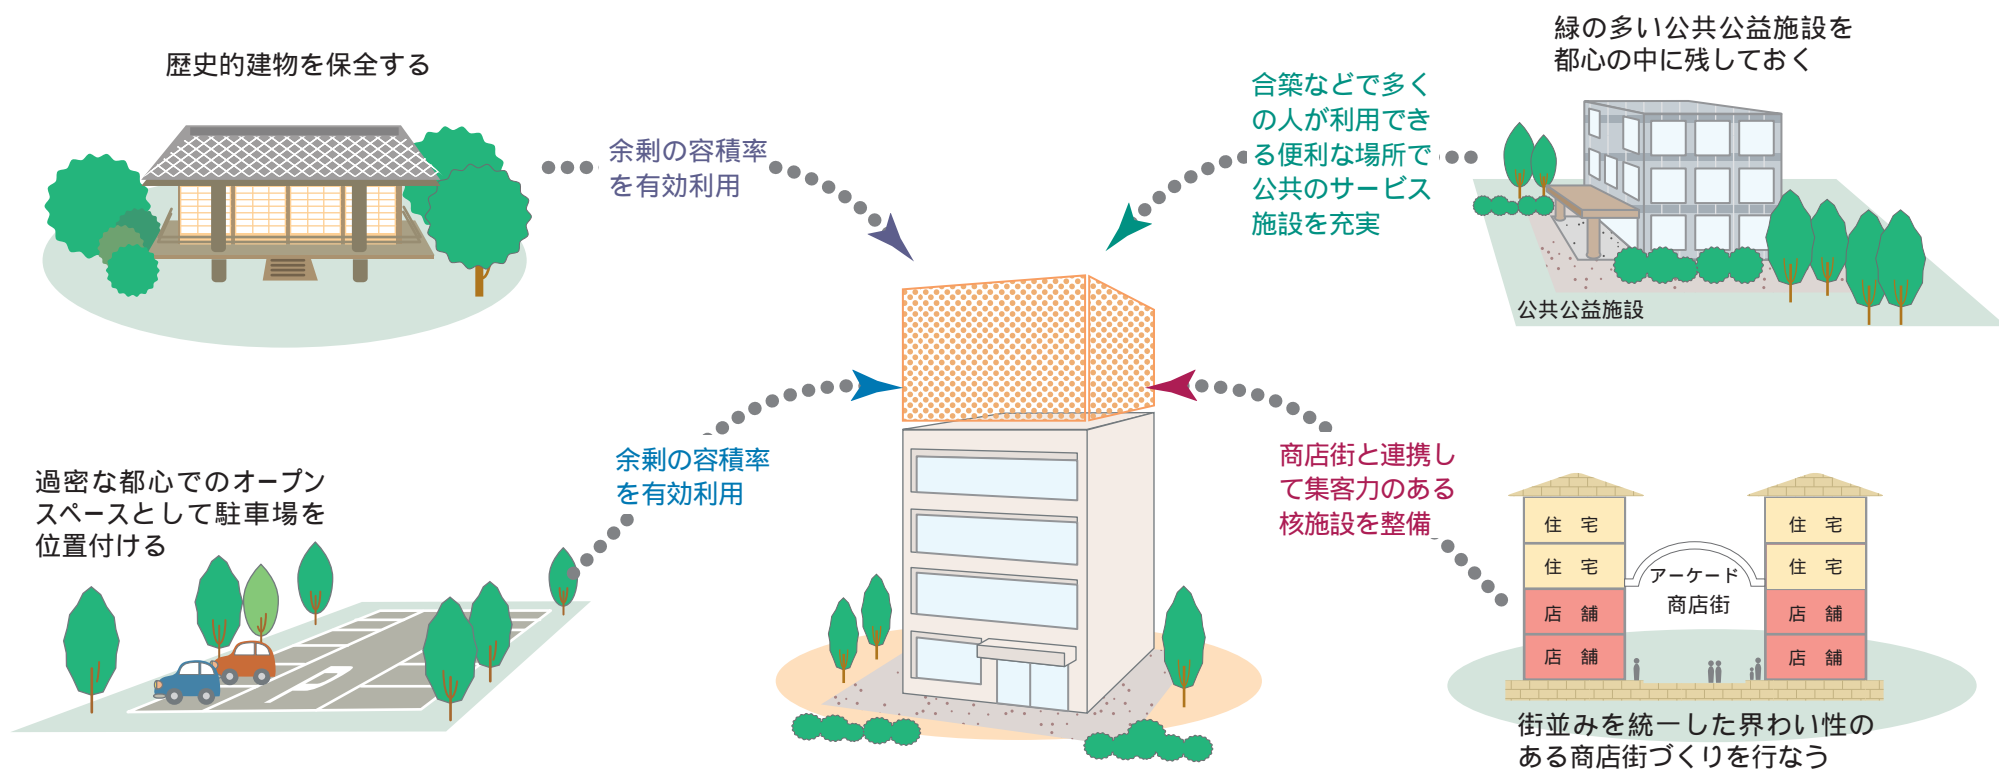 歴史的建物を保全する
余剰の容積率
を有効利用
合築などで多く
の人が利用でき
る便利な場所で
公共のサービス
施設を充実
緑の多い公共公益施設を
都心の中に残しておく
公共公益施設
過密な都心でのオープン
スペースとして駐車場を
位置付ける
余剰の容積率
を有効利用
商店街と連携し
て集客力のある
核施設を整備
住 宅
住 宅
店 舗
店 舗
アーケード
商店街
住 宅
住 宅
店 舗
店 舗
街並みを統一した界わい性の
ある商店街づくりを行なう